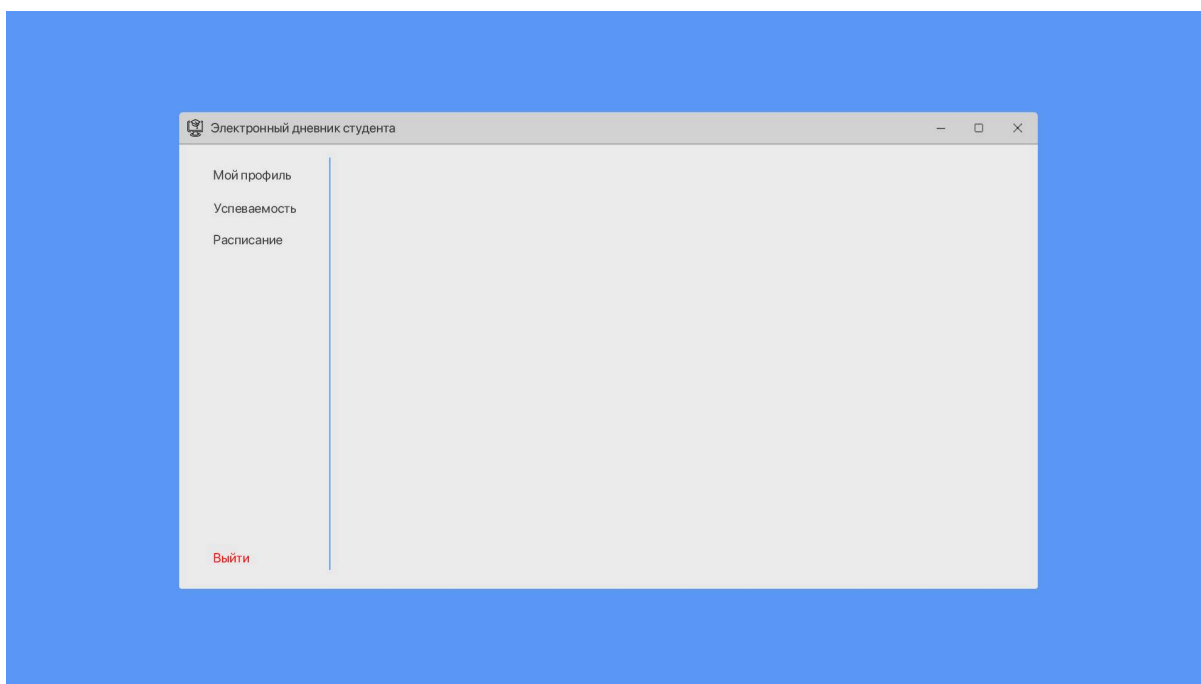 Электронный дневник студента
Мой профиль
Успеваемость
Расписание
Выйти